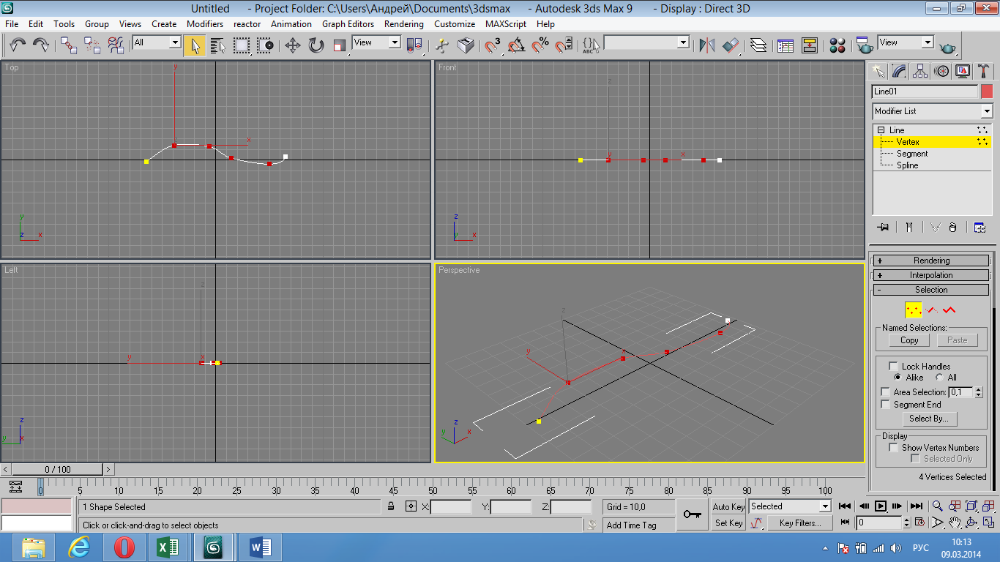 Untitled - Project Folder: C:\Users\Андрей\Documents\3dsmax - Autodesk 3ds Max 9 - Display : Direct 3D
File Edit Tools Group Views Create Modifiers reactor Animation Graph Editors Rendering Customize MAXScript Help
All View 3 % ABC View
Top
y
x
y
z x
Front
z
y x
z
y x
Line01
Modifier List
Line
Vertex
Segment
Spline
Left
z
y x
z
y x
Perspective
z
y
x
z
y x
+ Rendering
+ Interpolation
- Selection
Named Selections:
Copy Paste
Lock Handles
Alike All
Area Selection: 0,1
Segment End
Select By...
Display
Show Vertex Numbers
Selected Only
4 Vertices Selected
< 0 / 100 >
0 5 10 15 20 25 30 35 40 45 50 55 60 65 70 75 80 85 90 95 100
1 Shape Selected X: Y: Z: Grid = 10,0 Auto Key Selected
Click or click-and-drag to select objects Add Time Tag Set Key Key Filters... 0
РУС
10:13
09.03.2014